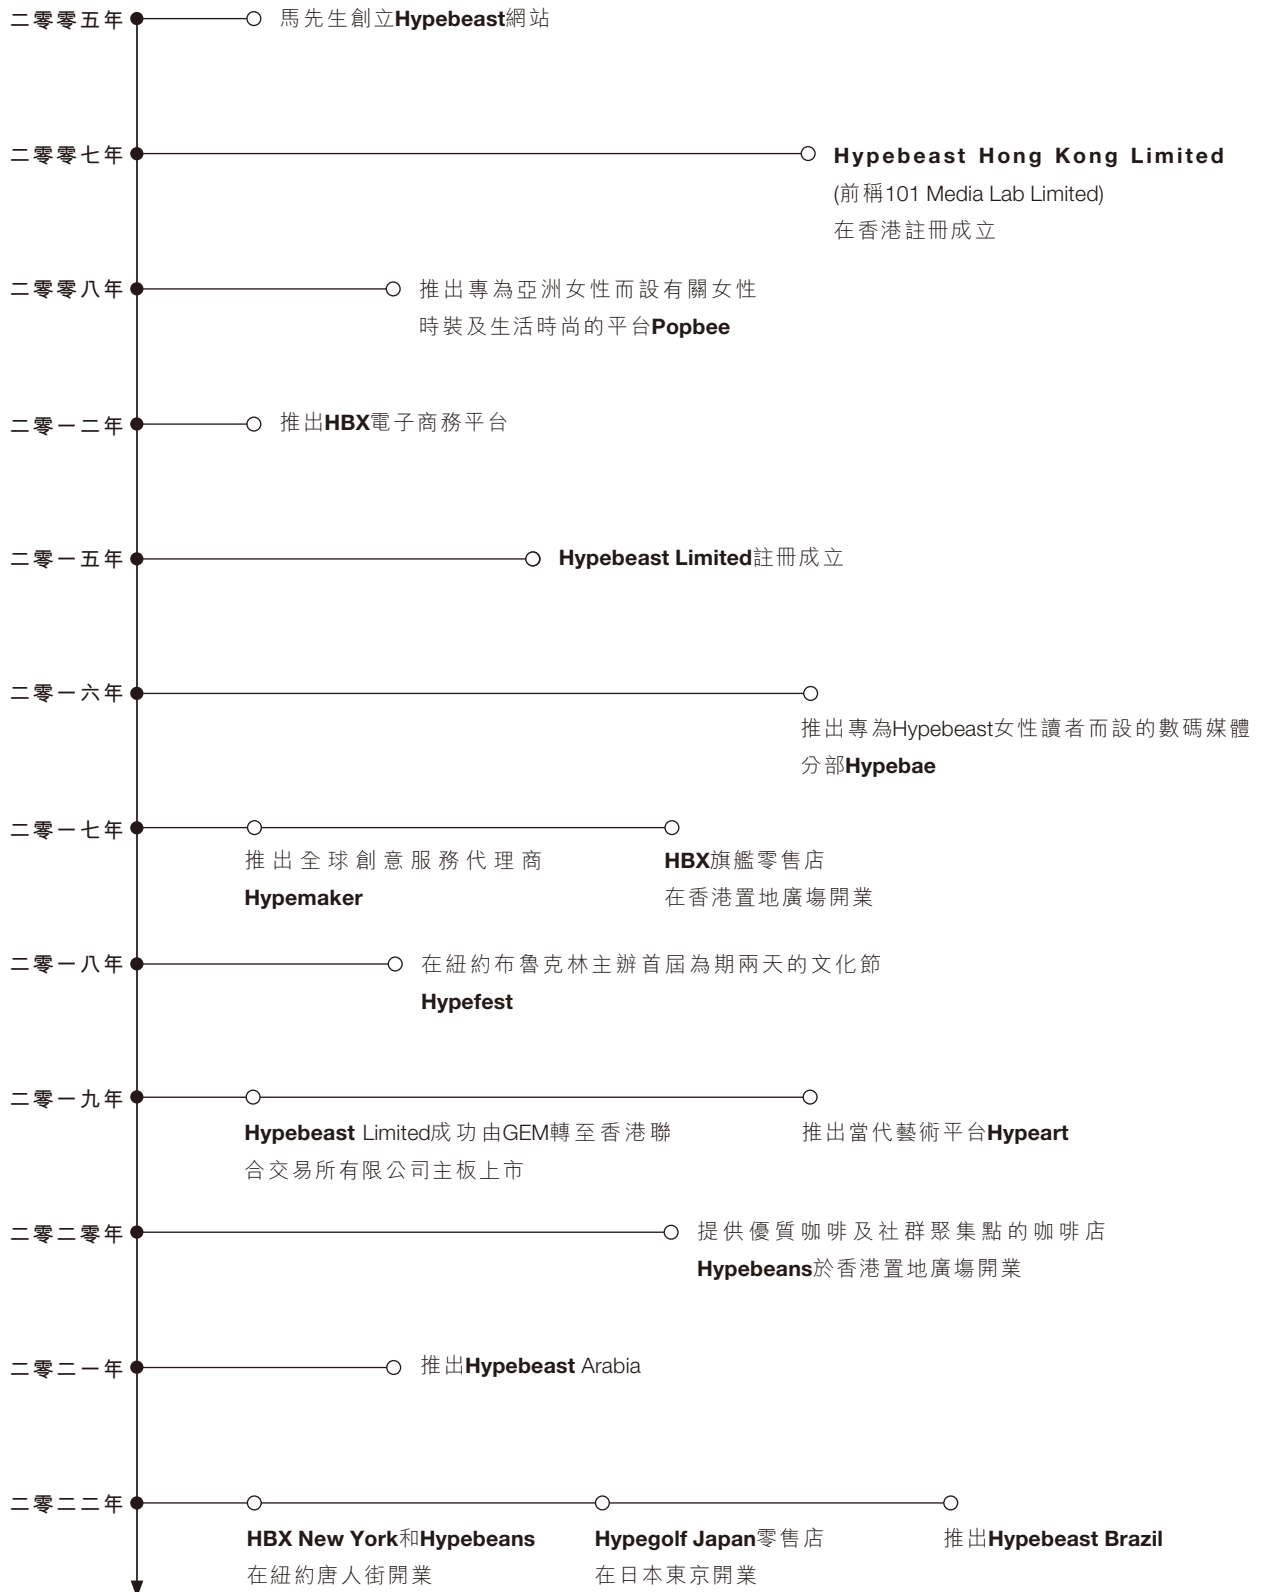 二零零五年
馬先生創立Hypebeast網站
二零零七年
Hypebeast Hong Kong Limited
(前稱101 Media Lab Limited)
在香港註冊成立
二零零八年
推出專為亞洲女性而設有關女性
時裝及生活時尚的平台Popbee
二零一二年
推出HBX電子商務平台
二零一五年
Hypebeast Limited註冊成立
二零一六年
推出專為Hypebeast女性讀者而設的數碼媒體
分部Hypebae
二零一七年
推出全球創意服務代理商
Hypemaker
HBX旗艦零售店
在香港置地廣場開業
二零一八年
在紐約布魯克林主辦首屆為期兩天的文化節
Hypefest
二零一九年
Hypebeast Limited成功由GEM轉至香港聯
合交易所有限公司主板上市
推出當代藝術平台Hypeart
二零二零年
提供優質咖啡及社群聚集點的咖啡店
Hypebeans於香港置地廣場開業
二零二一年
推出Hypebeast Arabia
二零二二年
HBX New York和Hypebeans
在紐約唐人街開業
Hypegolf Japan零售店
在日本東京開業
推出Hypebeast Brazil